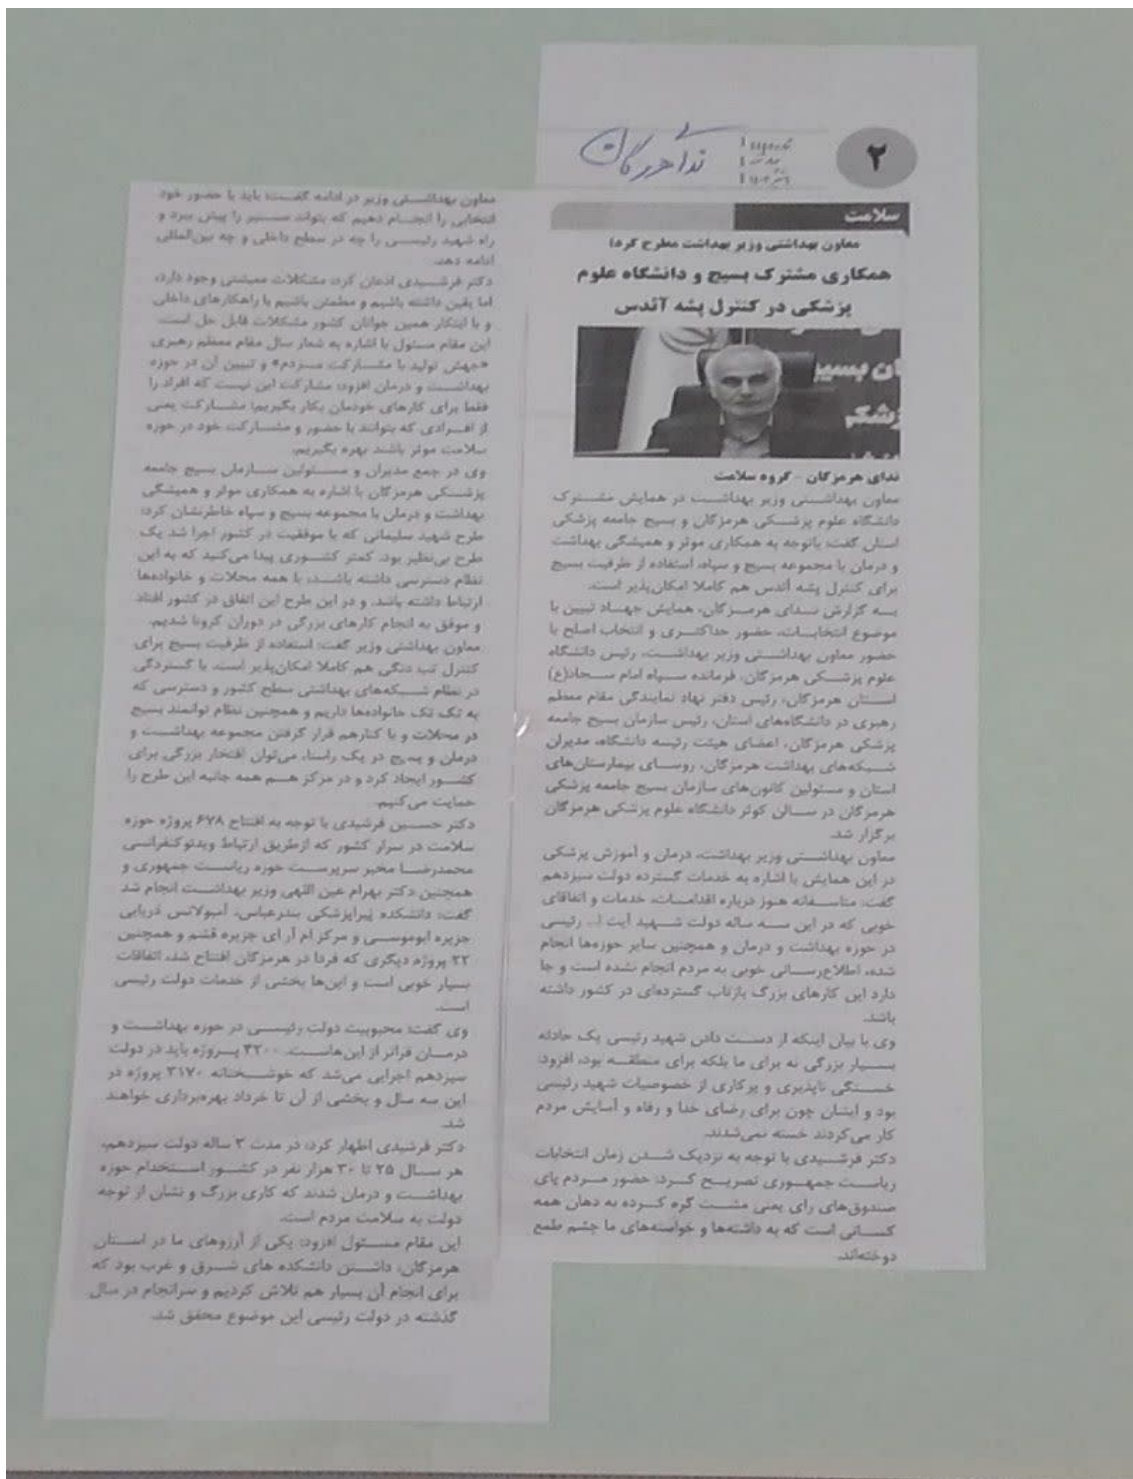 ۲
ندای هرمزگان
سلامت
معاون بهداشتی وزیر بهداشت مطرح کرد؛
همکاری مشترک بسیج و دانشگاه علوم
پزشکی در کنترل پشه آئدس
ندای هرمزگان - گروه سلامت
معاون بهداشتی وزیر بهداشت در همایش مشترک
دانشگاه علوم پزشکی هرمزگان و بسیج جامعه پزشکی
استان گفت: باتوجه به همکاری موثر و همیشگی بهداشت
و درمان با مجموعه بسیج و سپاه، استفاده از ظرفیت بسیج
برای کنترل پشه آئدس هم کاملا امکان‌پذیر است.
به گزارش ندای هرمزگان، همایش جهاد تبیین با
موضوع انتخابات، حضور حداکثری و انتخاب اصلح با
حضور معاون بهداشتی وزیر بهداشت، رئیس دانشگاه
علوم پزشکی هرمزگان، فرمانده سپاه امام سجاد(ع)
استان هرمزگان، رئیس دفتر نهاد نمایندگی مقام معظم
رهبری در دانشگاه‌های استان، رئیس سازمان بسیج جامعه
پزشکی هرمزگان، اعضای هیئت رئیسه دانشگاه، مدیران
شبکه‌های بهداشت هرمزگان، روسای بیمارستان‌های
استان و مسئولین کانون‌های سازمان بسیج جامعه پزشکی
هرمزگان در سالن کوثر دانشگاه علوم پزشکی هرمزگان
برگزار شد.
معاون بهداشتی وزیر بهداشت، درمان و آموزش پزشکی
در این همایش با اشاره به خدمات گسترده دولت سیزدهم
گفت: متاسفانه هنوز درباره اقدامات، خدمات و اتفاقای
خوبی که در این سه ساله دولت شهید آیت ا... رئیسی
در حوزه بهداشت و درمان و همچنین سایر حوزه‌ها انجام
شده، اطلاع‌رسانی خوبی به مردم انجام نشده است و جا
دارد این کارهای بزرگ بازتاب گسترده‌ای در کشور داشته
باشد.
وی با بیان اینکه از دست دادن شهید رئیسی یک حادثه
بسیار بزرگی نه برای ما بلکه برای منطقه بود، افزود:
خستگی ناپذیری و پرکاری از خصوصیات شهید رئیسی
بود و ایشان چون برای رضای خدا و رفاه و آسایش مردم
کار می‌کردند خسته نمی‌شدند.
دکتر فرشیدی با توجه به نزدیک شدن زمان انتخابات
ریاست جمهوری تصریح کرد: حضور مردم پای
صندوق‌های رای یعنی مشت گره کرده به دهان همه
کسانی است که به داشته‌ها و خواسته‌های ما چشم طمع
دوخته‌اند.
معاون بهداشتی وزیر در ادامه گفت: باید با حضور خود
انتخابی را انجام دهیم که بتواند مسیر را پیش ببرد و
راه شهید رئیسی را چه در سطح داخلی و چه بین‌المللی
ادامه دهد.
دکتر فرشیدی اذعان کرد: مشکلات معیشتی وجود دارد،
اما یقین داشته باشیم و مطمئن باشیم با راهکارهای داخلی
و با ابتکار همین جوانان کشور مشکلات قابل حل است.
این مقام مسئول با اشاره به شعار سال مقام معظم رهبری
«جهش تولید با مشارکت مردم» و تبیین آن در حوزه
بهداشت و درمان افزود: مشارکت این نیست که افراد را
فقط برای کارهای خودمان بکار بگیریم؛ مشارکت یعنی
از افرادی که بتوانند با حضور و مشارکت خود در حوزه
سلامت موثر باشند بهره بگیریم.
وی در جمع مدیران و مسئولین سازمان بسیج جامعه
پزشکی هرمزگان با اشاره به همکاری موثر و همیشگی
بهداشت و درمان با مجموعه بسیج و سپاه خاطرنشان کرد:
طرح شهید سلیمانی که با موفقیت در کشور اجرا شد یک
طرح بی‌نظیر بود. کمتر کشوری پیدا می‌کنید که به این
نظام دسترسی داشته باشند، با همه محلات و خانواده‌ها
ارتباط داشته باشد. و در این طرح این اتفاق در کشور افتاد
و موفق به انجام کارهای بزرگی در دوران کرونا شدیم.
معاون بهداشتی وزیر گفت: استفاده از ظرفیت بسیج برای
کنترل تب دنگی هم کاملا امکان‌پذیر است. با گستردگی
در نظام شبکه‌های بهداشتی سطح کشور و دسترسی که
به تک تک خانواده‌ها داریم و همچنین نظام توانمند بسیج
در محلات و با کنارهم قرار گرفتن مجموعه بهداشت و
درمان و بسیج در یک راستا، می‌توان افتخار بزرگی برای
کشور ایجاد کرد و در مرکز هم همه جانبه این طرح را
حمایت می‌کنیم.
دکتر حسین فرشیدی با توجه به افتتاح ۶۷۸ پروژه حوزه
سلامت در سرار کشور که ازطریق ارتباط ویدئوکنفرانسی
محمدرضا مخبر سرپرست حوزه ریاست جمهوری و
همچنین دکتر بهرام عین اللهی وزیر بهداشت انجام شد
گفت: دانشکده پیراپزشکی بندرعباس، آمبولانس دریایی
جزیره ابوموسی و مرکز ام آر ای جزیره قشم و همچنین
۲۲ پروژه دیگری که فردا در هرمزگان افتتاح شد، اتفاقات
بسیار خوبی است و این‌ها بخشی از خدمات دولت رئیسی
است.
وی گفت: محبوبیت دولت رئیسی در حوزه بهداشت و
درمان فراتر از این‌هاست. ۳۲۰۰ پروژه باید در دولت
سیزدهم اجرایی می‌شد که خوشبختانه ۳۱۷۰ پروژه در
این سه سال و بخشی از آن تا خرداد بهره‌برداری خواهند
شد.
دکتر فرشیدی اظهار کرد: در مدت ۳ ساله دولت سیزدهم،
هر سال ۲۵ تا ۳۰ هزار نفر در کشور استخدام حوزه
بهداشت و درمان شدند که کاری بزرگ و نشان از توجه
دولت به سلامت مردم است.
این مقام مسئول افزود: یکی از آرزوهای ما در استان
هرمزگان، داشتن دانشکده های شرق و غرب بود که
برای انجام آن بسیار هم تلاش کردیم و سرانجام در سال
گذشته در دولت رئیسی این موضوع محقق شد.